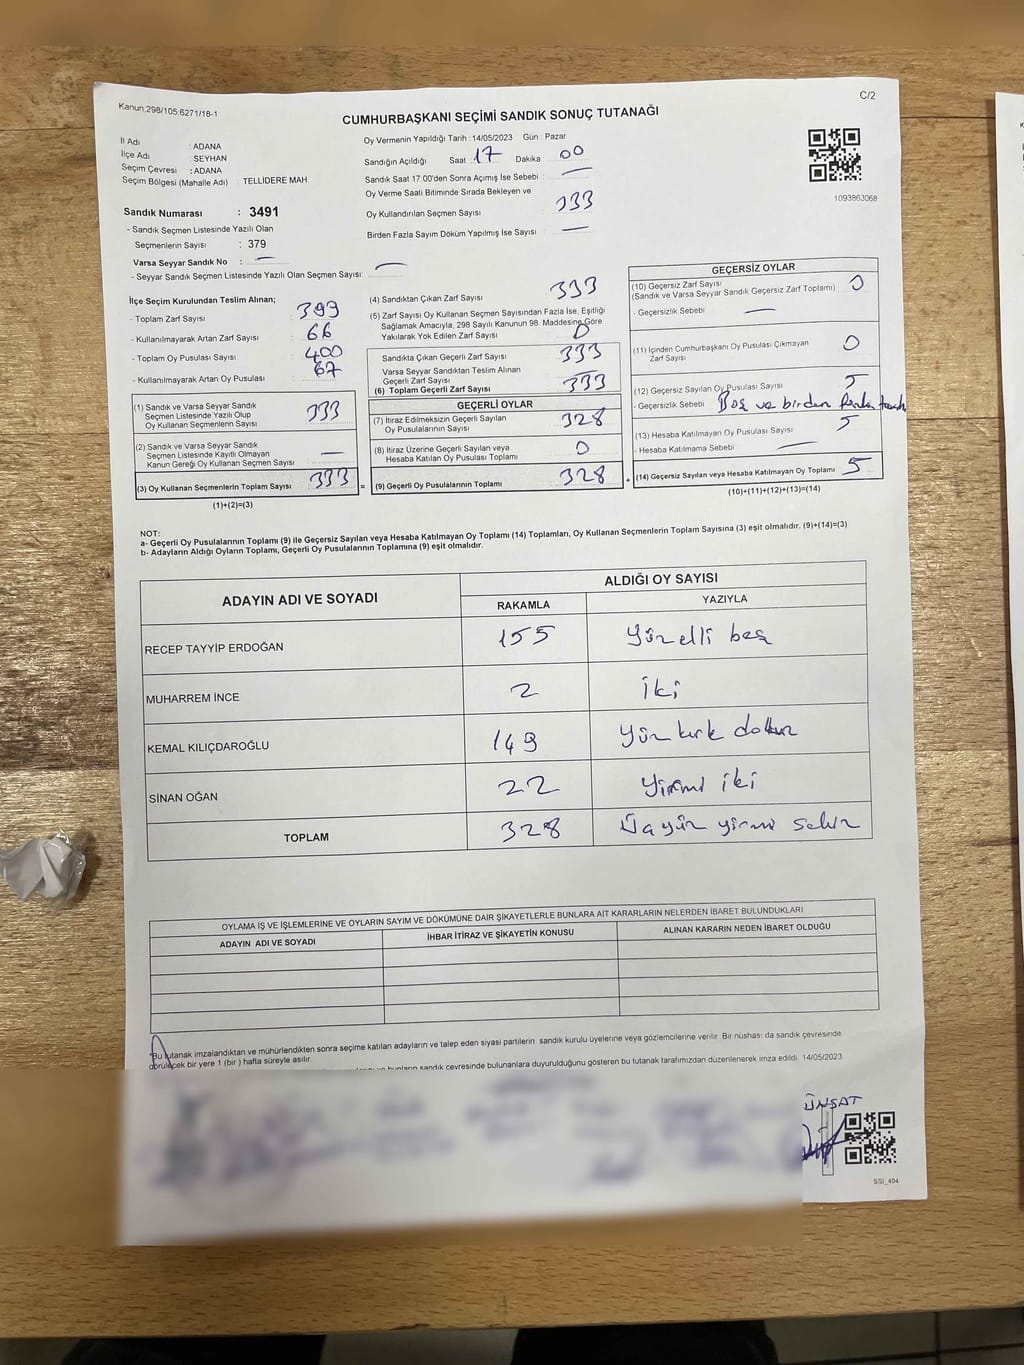 Kanun:298/105;6271/18-1
C/2
CUMHURBAŞKANI SEÇİMİ SANDIK SONUÇ TUTANAĞI
İl Adı : ADANA
İlçe Adı : SEYHAN
Seçim Çevresi : ADANA
Seçim Bölgesi (Mahalle Adı) TELLİDERE MAH.
Sandık Numarası : 3491
- Sandık Seçmen Listesinde Yazılı Olan
Seçmenlerin Sayısı : 379
Varsa Seyyar Sandık No : —
- Seyyar Sandık Seçmen Listesinde Yazılı Olan Seçmen Sayısı: —
Oy Vermenin Yapıldığı Tarih :14/05/2023 Gün : Pazar
Sandığın Açıldığı Saat 17 Dakika 00
Sandık Saat 17:00'den Sonra Açılmış İse Sebebi : —
Oy Verme Saati Bitiminde Sırada Bekleyen ve
Oy Kullandırılan Seçmen Sayısı 333
Birden Fazla Sayım Döküm Yapılmış İse Sayısı —
1093863068
İlçe Seçim Kurulundan Teslim Alınan;
- Toplam Zarf Sayısı 399
- Kullanılmayarak Artan Zarf Sayısı 66
- Toplam Oy Pusulası Sayısı 400
- Kullanılmayarak Artan Oy Pusulası 67
(1) Sandık ve Varsa Seyyar Sandık
Seçmen Listesinde Yazılı Olup
Oy Kullanan Seçmenlerin Sayısı 333
(2) Sandık ve Varsa Seyyar Sandık
Seçmen Listesinde Kayıtlı Olmayan
Kanun Gereği Oy Kullanan Seçmen Sayısı —
(3) Oy Kullanan Seçmenlerin Toplam Sayısı 333 =
(1)+(2)=(3)
(4) Sandıktan Çıkan Zarf Sayısı 333
(5) Zarf Sayısı Oy Kullanan Seçmen Sayısından Fazla İse, Eşitliği
Sağlamak Amacıyla, 298 Sayılı Kanunun 98. Maddesine Göre
Yakılarak Yok Edilen Zarf Sayısı 0
Sandıkta Çıkan Geçerli Zarf Sayısı 333
Varsa Seyyar Sandıktan Teslim Alınan
Geçerli Zarf Sayısı —
(6) Toplam Geçerli Zarf Sayısı 333
GEÇERLİ OYLAR
(7) İtiraz Edilmeksizin Geçerli Sayılan
Oy Pusulalarının Sayısı 328
(8) İtiraz Üzerine Geçerli Sayılan veya
Hesaba Katılan Oy Pusulası Toplamı 0
(9) Geçerli Oy Pusulalarının Toplamı 328 +
GEÇERSİZ OYLAR
(10) Geçersiz Zarf Sayısı 0
(Sandık ve Varsa Seyyar Sandık Geçersiz Zarf Toplamı)
- Geçersizlik Sebebi —
(11) İçinden Cumhurbaşkanı Oy Pusulası Çıkmayan
Zarf Sayısı 0
(12) Geçersiz Sayılan Oy Pusulası Sayısı 5
- Geçersizlik Sebebi Boş ve birden fazla
(13) Hesaba Katılmayan Oy Pusulası Sayısı 5
- Hesaba Katılmama Sebebi —
(14) Geçersiz Sayılan veya Hesaba Katılmayan Oy Toplamı 5
(10)+(11)+(12)+(13)=(14)
NOT:
a- Geçerli Oy Pusulalarının Toplamı (9) ile Geçersiz Sayılan veya Hesaba Katılmayan Oy Toplamı (14) Toplamları, Oy Kullanan Seçmenlerin Toplam Sayısına (3) eşit olmalıdır. (9)+(14)=(3)
b- Adayların Aldığı Oyların Toplamı, Geçerli Oy Pusulalarının Toplamına (9) eşit olmalıdır.
ADAYIN ADI VE SOYADI
ALDIĞI OY SAYISI
RAKAMLA YAZIYLA
RECEP TAYYİP ERDOĞAN 155 Yüzelli beş
MUHARREM İNCE 2 İki
KEMAL KILIÇDAROĞLU 149 Yüz kırk dokuz
SİNAN OĞAN 22 Yirmi iki
TOPLAM 328 Üçyüz yirmi sekiz
OYLAMA İŞ VE İŞLEMLERİNE VE OYLARIN SAYIM VE DÖKÜMÜNE DAİR ŞİKAYETLERLE BUNLARA AİT KARARLARIN NELERDEN İBARET BULUNDUKLARI
ADAYIN ADI VE SOYADI İHBAR İTİRAZ VE ŞİKAYETİN KONUSU ALINAN KARARIN NEDEN İBARET OLDUĞU
*Bu tutanak imzalandıktan ve mühürlendikten sonra seçime katılan adayların ve talep eden siyasi partilerin sandık kurulu üyelerine veya gözlemcilerine verilir. Bir nüshası da sandık çevresinde
görülecek bir yere 1 (bir) hafta süreyle asılır.
bunların sandık çevresinde bulunanlara duyurulduğunu gösteren bu tutanak tarafımızdan düzenlenerek imza edildi. 14/05/2023
ÜNSAT
SSI_404